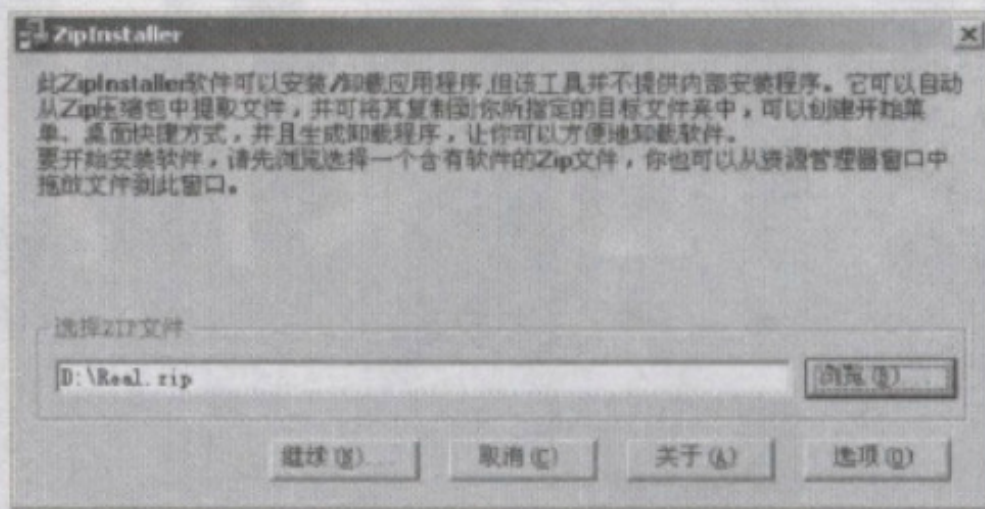 ZipInstaller
此ZipInstaller软件可以安装/卸载应用程序,但该工具并不提供内部安装程序。它可以自动
从Zip压缩包中提取文件，并可将其复制到你所指定的目标文件夹中，可以创建开始菜
单、桌面快捷方式，并且生成卸载程序，让你可以方便地卸载软件。
要开始安装软件，请先浏览选择一个含有软件的Zip文件，你也可以从资源管理器窗口中
拖放文件到此窗口。
选择ZIP文件
D:\Real.zip
浏览(B)...
继续(N)...
取消(C)
关于(A)
选项(O)